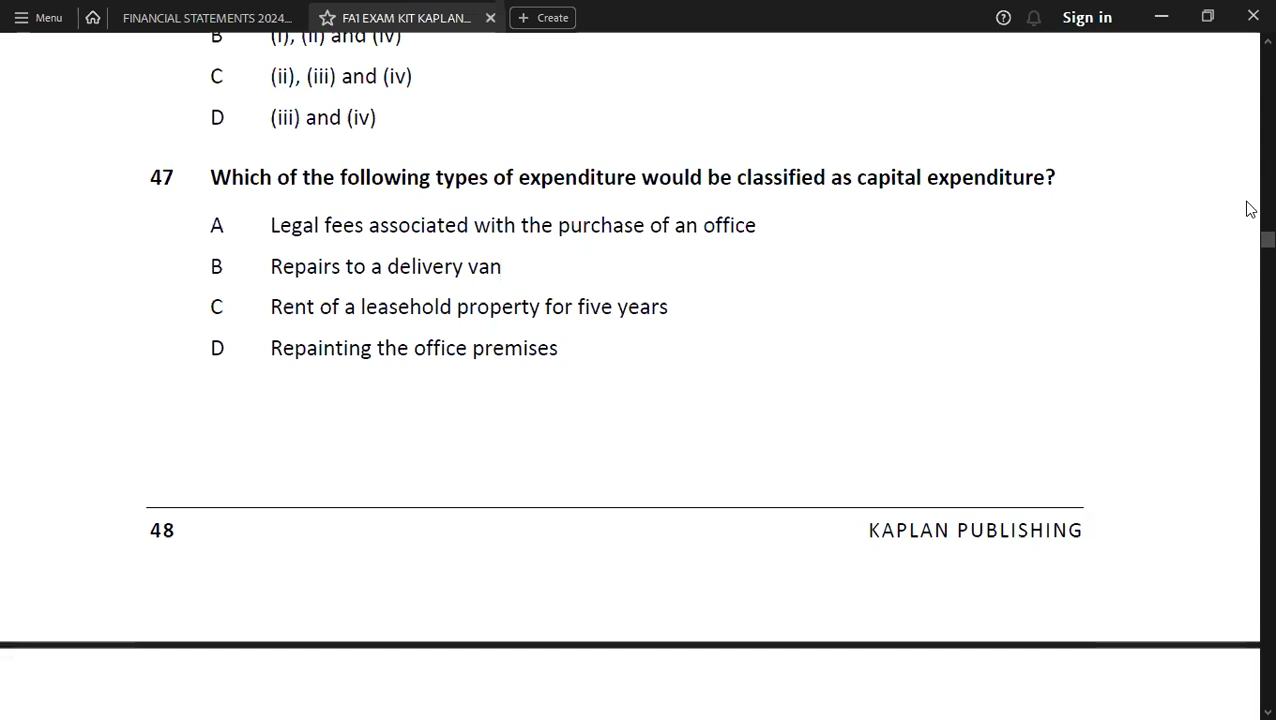 Menu FINANCIAL STATEMENTS 2024... FA1 EXAM KIT KAPLAN... Create Sign in
B (i), (ii) and (iv)
C (ii), (iii) and (iv)
D (iii) and (iv)
47 Which of the following types of expenditure would be classified as capital expenditure?
A Legal fees associated with the purchase of an office
B Repairs to a delivery van
C Rent of a leasehold property for five years
D Repainting the office premises
48 KAPLAN PUBLISHING